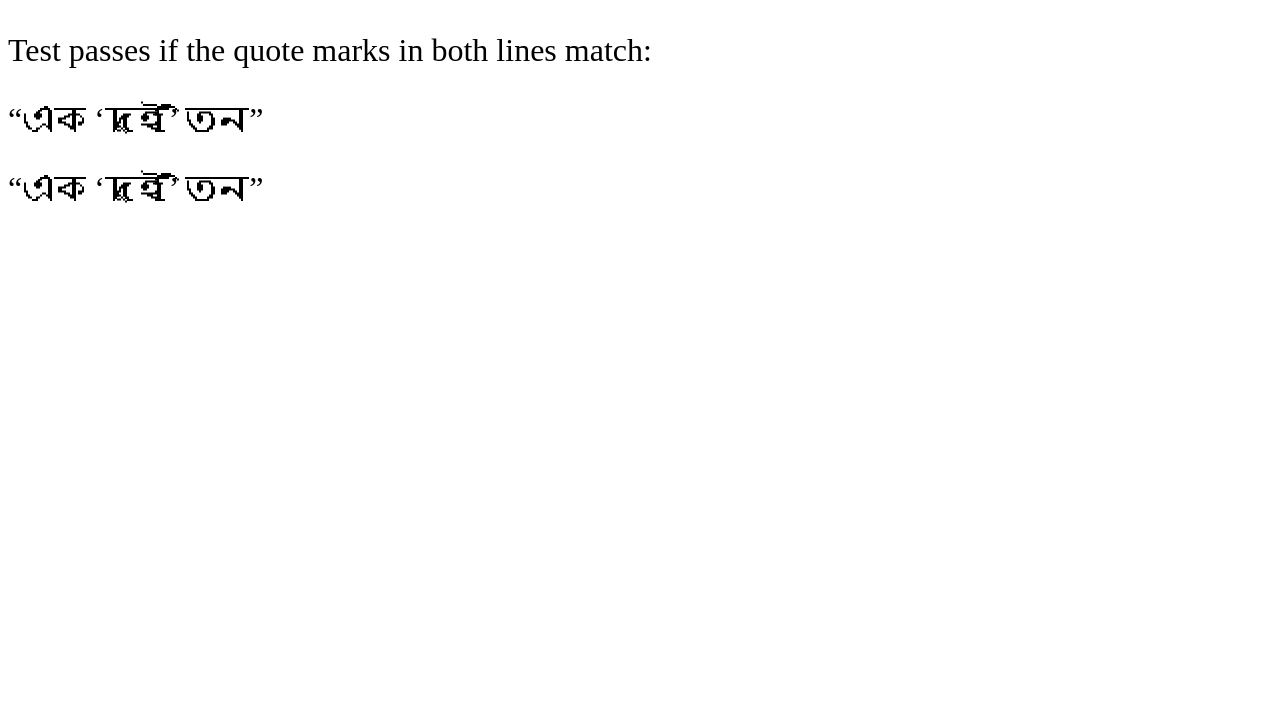 Test passes if the quote marks in both lines match:
“এক ‘দুই’ তিন”
“এক ‘দুই’ তিন”